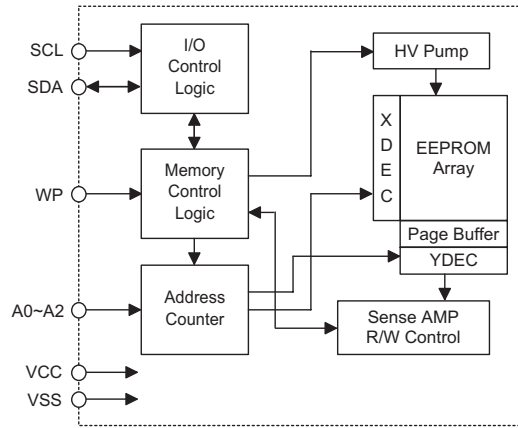 SCL
SDA
WP
A0~A2
VCC
VSS
I/O
Control
Logic
Memory
Control
Logic
Address
Counter
HV Pump
X
D
E
C
EEPROM
Array
Page Buffer
YDEC
Sense AMP
R/W Control